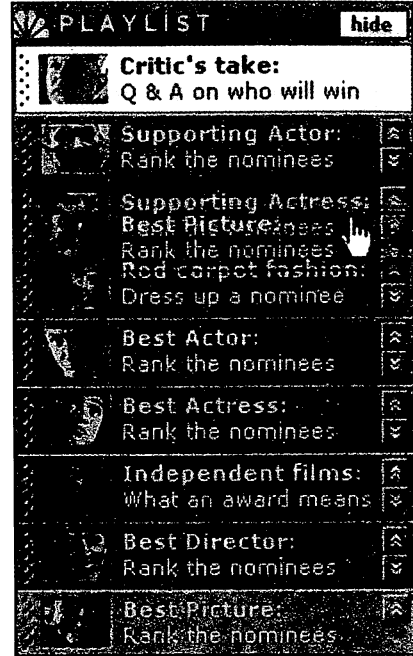 PLAYLIST
hide
Critic's take:
Q & A on who will win
Supporting Actor:
Rank the nominees
Supporting Actress:
Best Picture:
Rank the nominees
Red carpet fashion:
Dress up a nominee
Best Actor:
Rank the nominees
Best Actress:
Rank the nominees
Independent films:
What an award means
Best Director:
Rank the nominees
Best Picture:
Rank the nominees